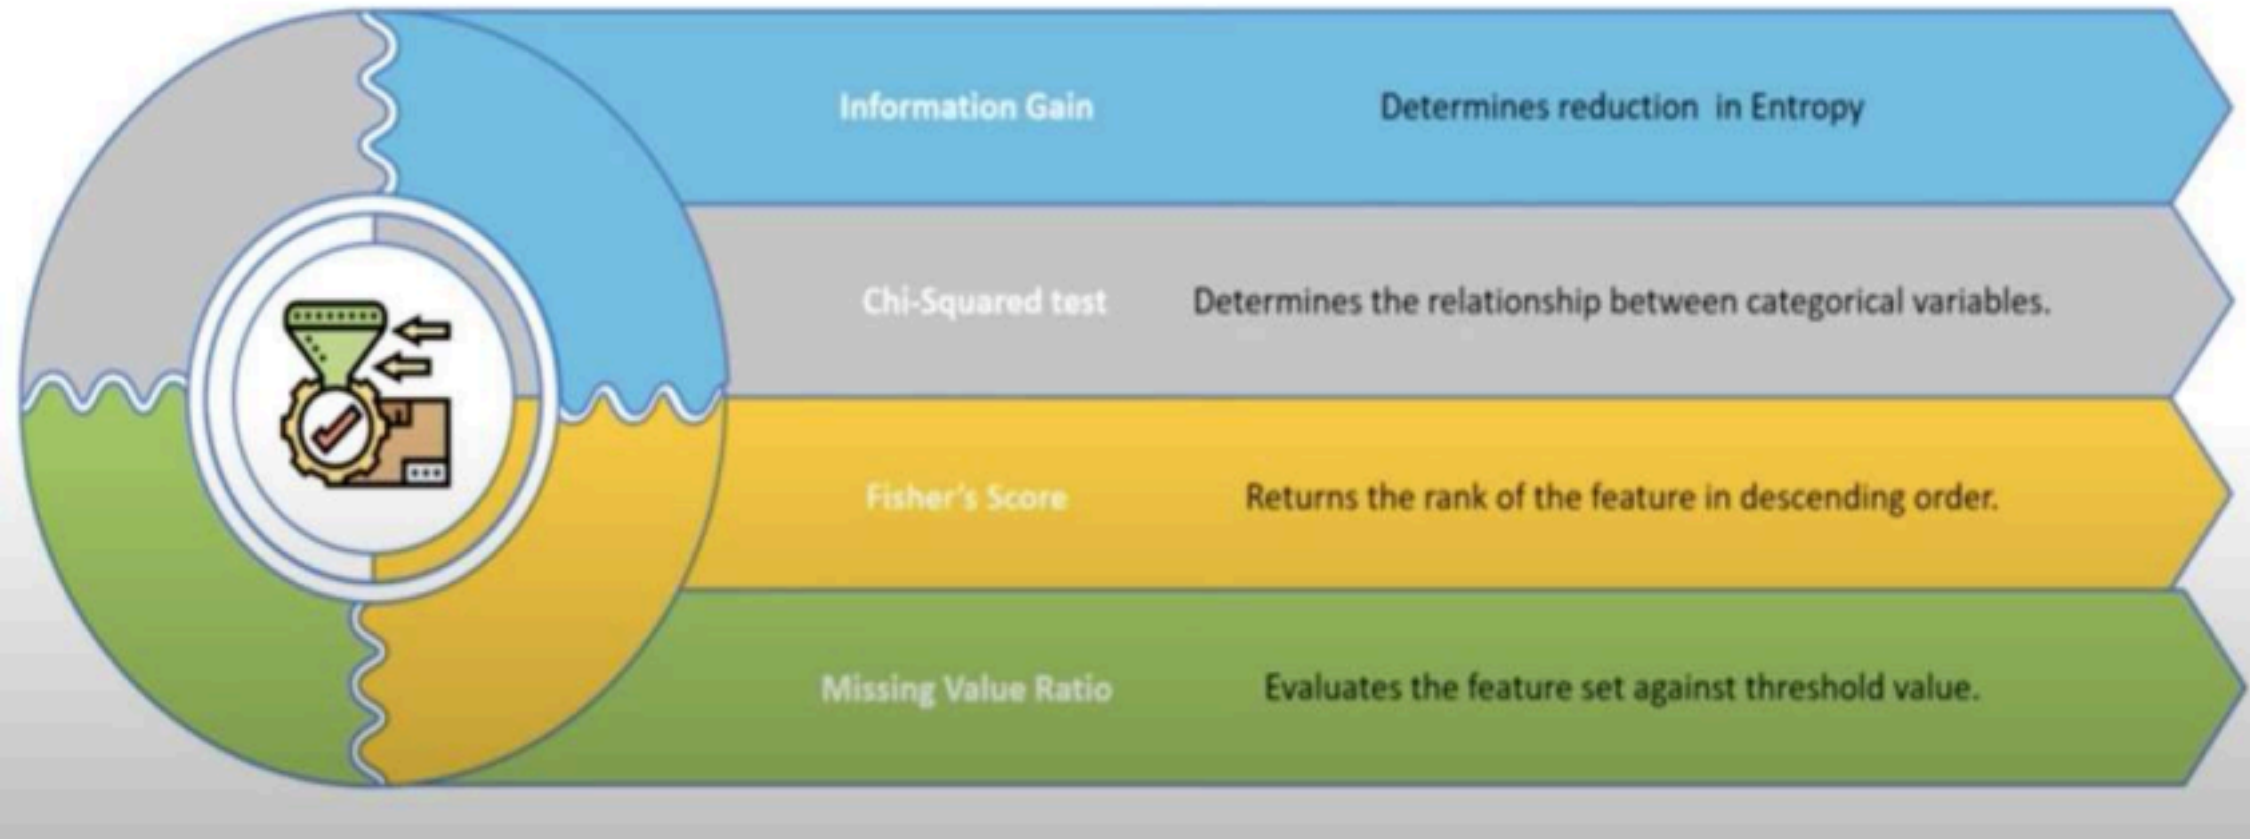 Information Gain Determines reduction in Entropy
Chi-Squared test Determines the relationship between categorical variables.
Fisher's Score Returns the rank of the feature in descending order.
Missing Value Ratio Evaluates the feature set against threshold value.